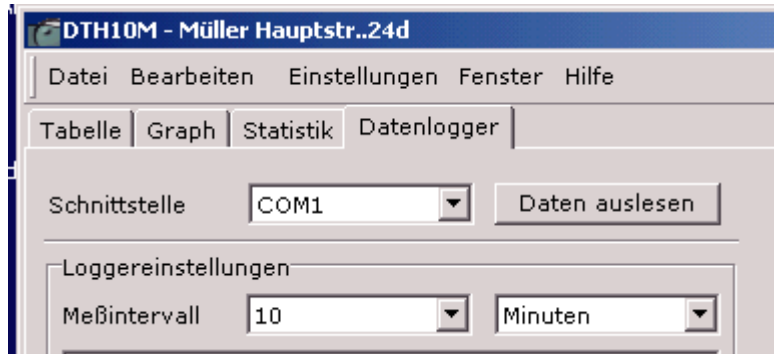 DTH10M - Müller Hauptstr..24d
Datei Bearbeiten Einstellungen Fenster Hilfe
Tabelle Graph Statistik Datenlogger
Schnittstelle COM1 Daten auslesen
Loggereinstellungen
Meßintervall 10 Minuten